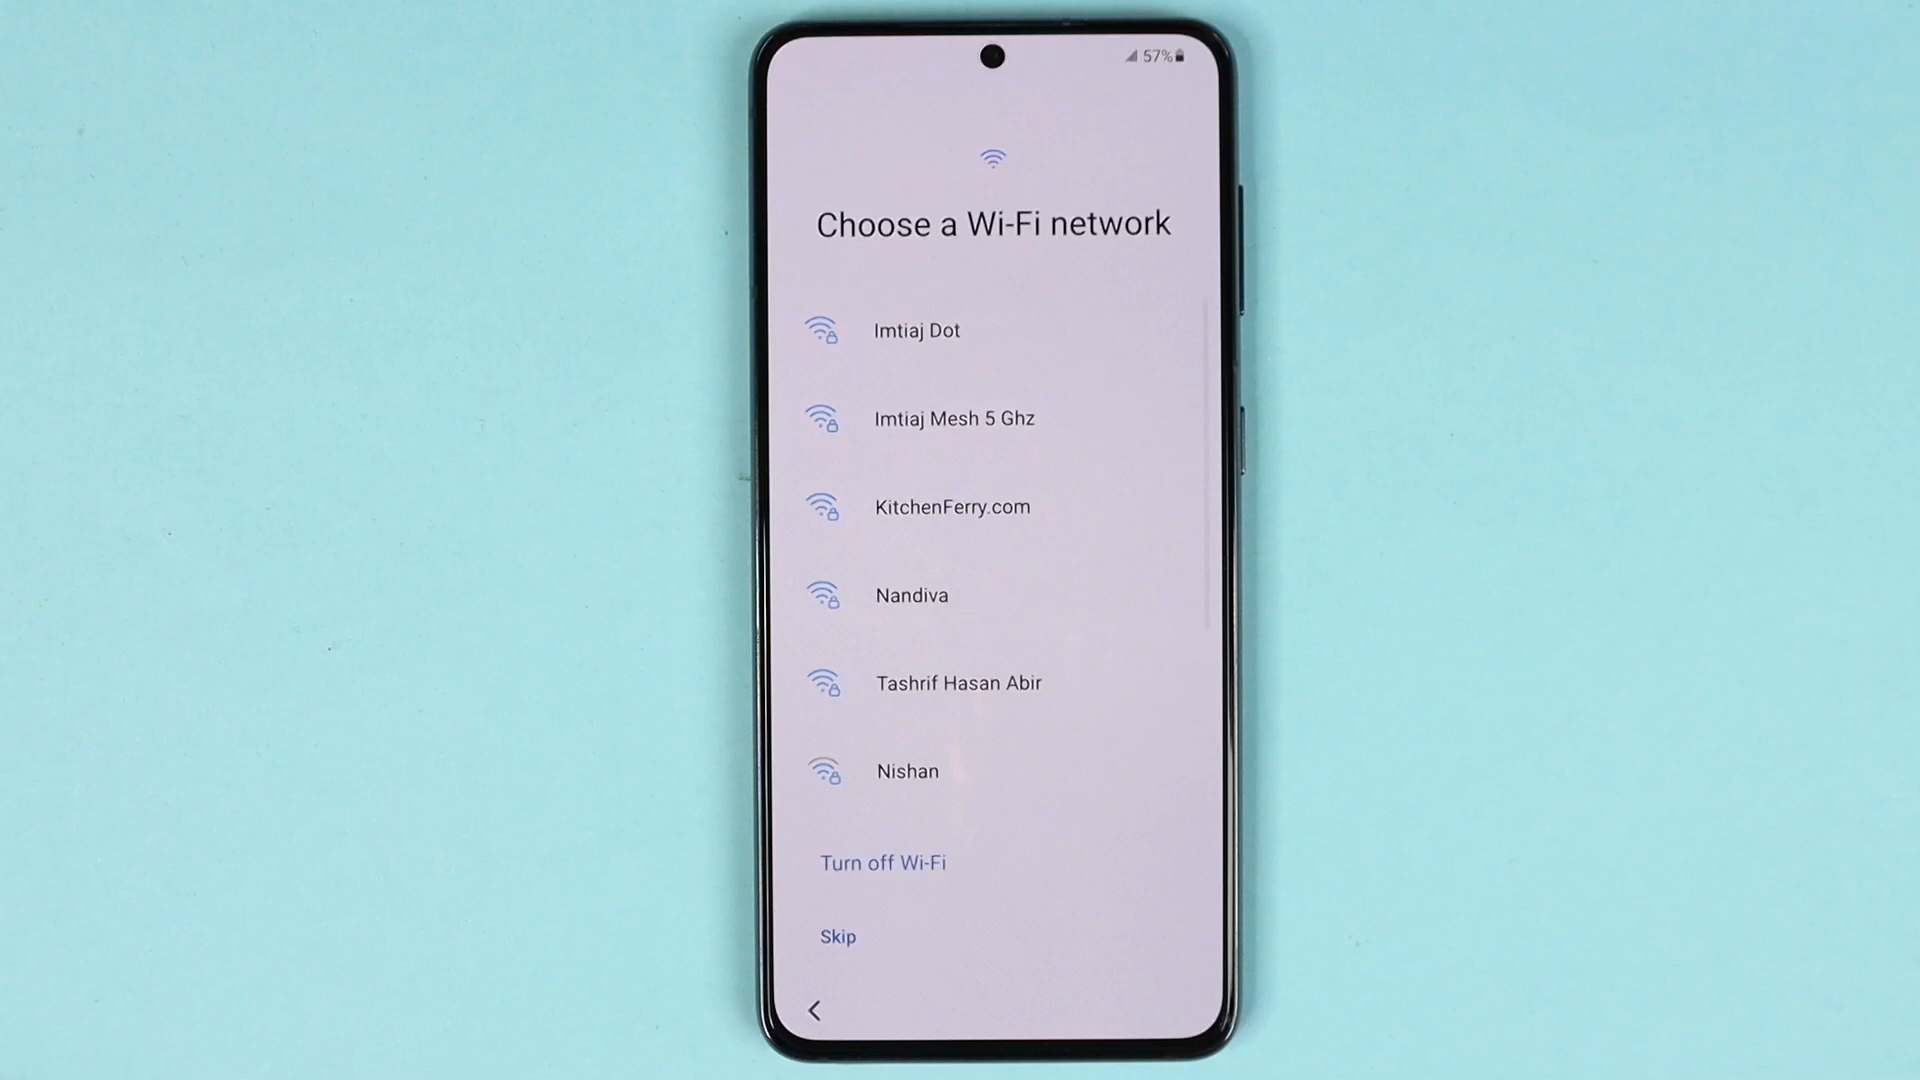 57%
Choose a Wi-Fi network
Imtiaj Dot
Imtiaj Mesh 5 Ghz
KitchenFerry.com
Nandiva
Tashrif Hasan Abir
Nishan
Turn off Wi-Fi
Skip